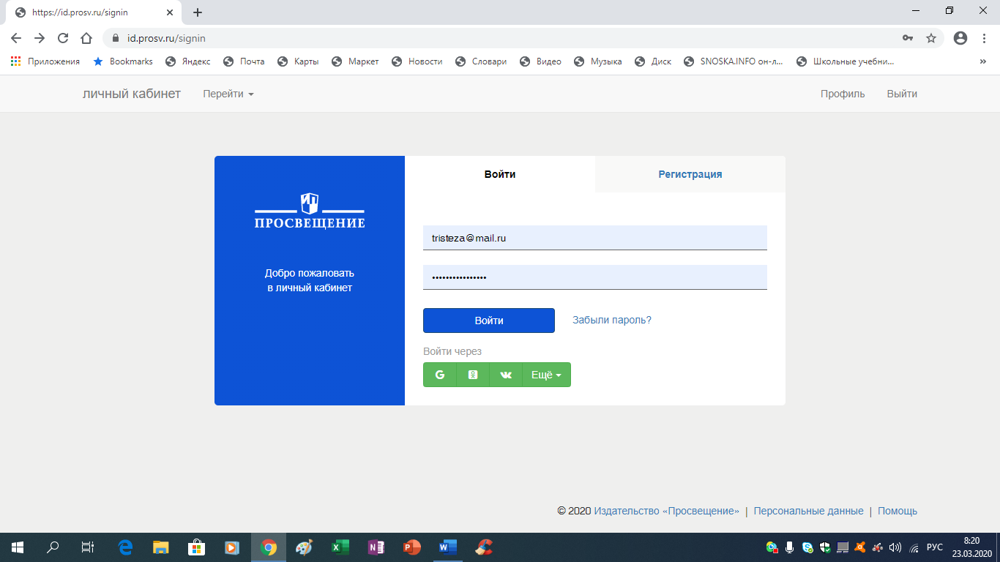 https://id.prosv.ru/signin
id.prosv.ru/signin
Приложения Bookmarks Яндекс Почта Карты Маркет Новости Словари Видео Музыка Диск SNOSKA.INFO он-л... Школьные учебни... »
личный кабинет Перейти Профиль Выйти
Войти Регистрация
ИП
ПРОСВЕЩЕНИЕ
Добро пожаловать
в личный кабинет
tristeza@mail.ru
••••••••••••••••
Войти Забыли пароль?
Войти через
G Ещё
© 2020 Издательство «Просвещение» | Персональные данные | Помощь
РУС
8:20
23.03.2020